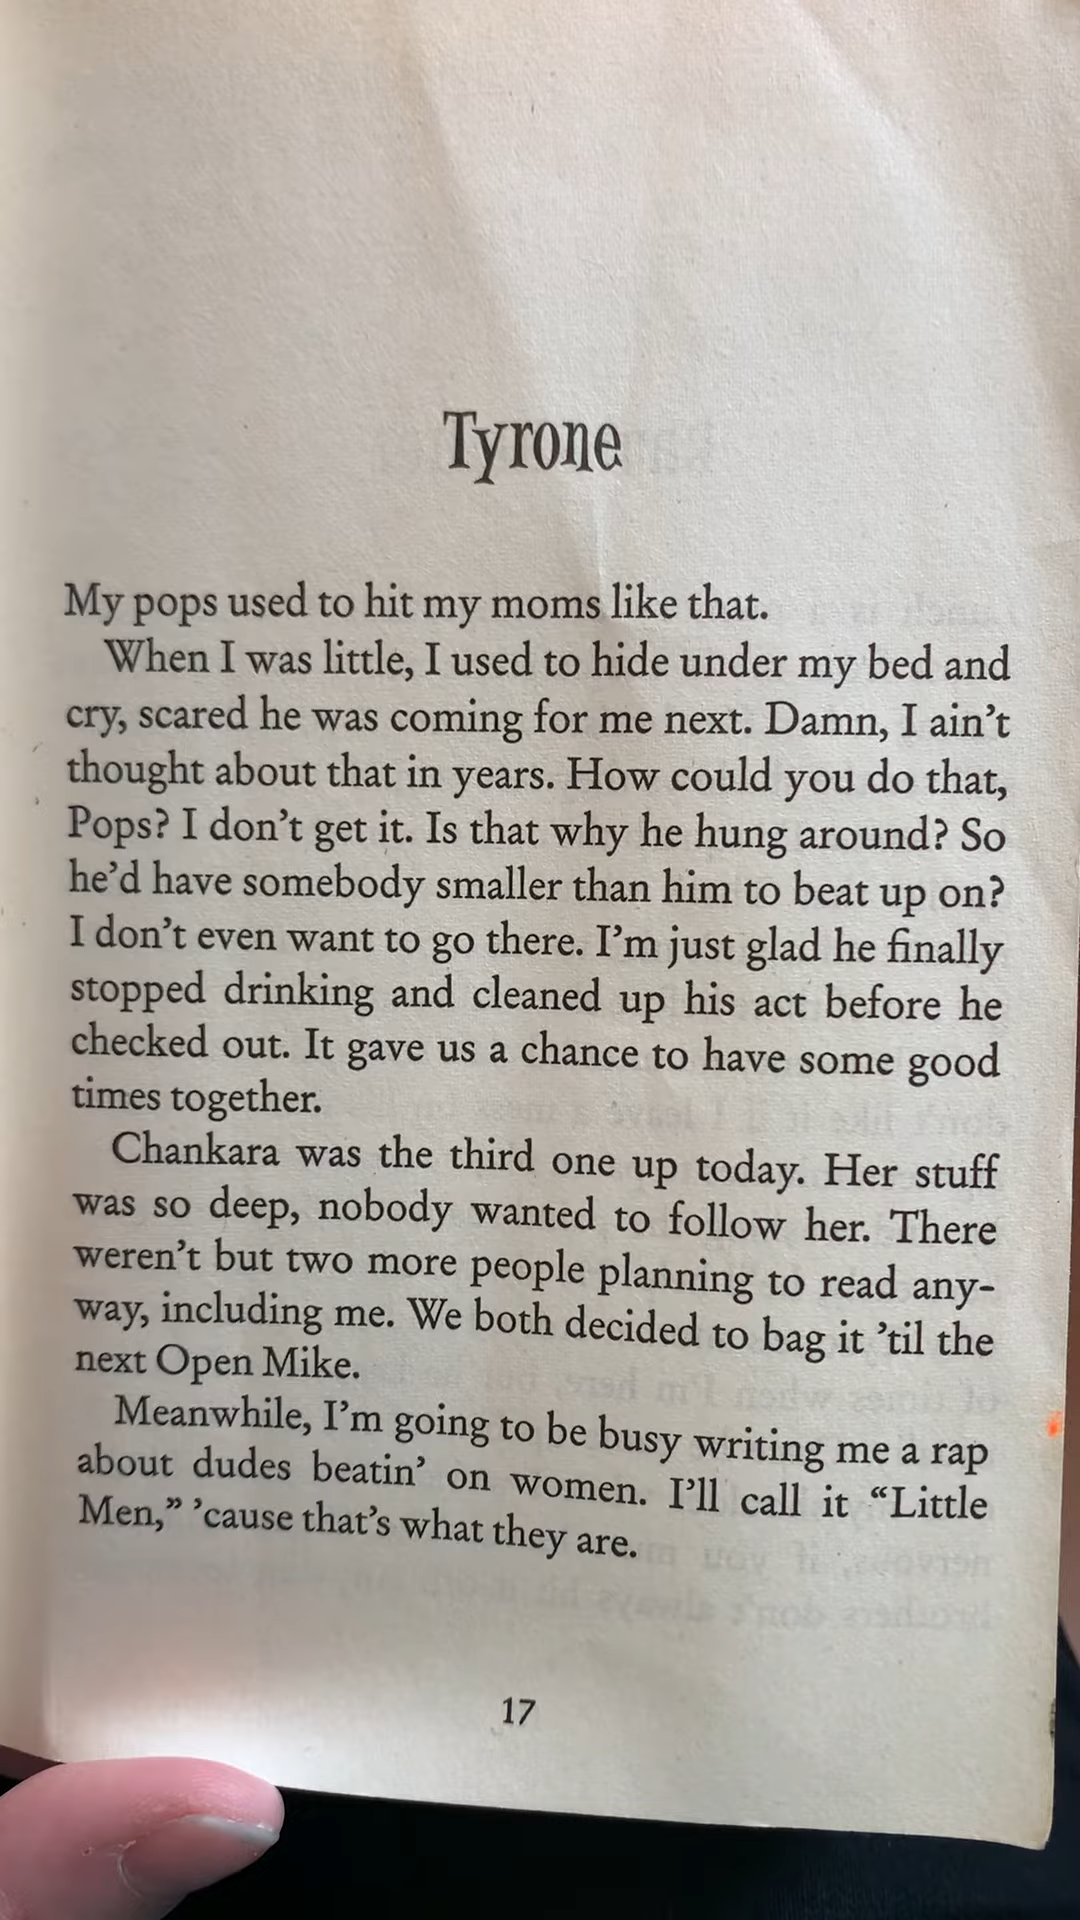 Tyrone
My pops used to hit my moms like that.
When I was little, I used to hide under my bed and
cry, scared he was coming for me next. Damn, I ain’t
thought about that in years. How could you do that,
Pops? I don’t get it. Is that why he hung around? So
he’d have somebody smaller than him to beat up on?
I don’t even want to go there. I’m just glad he finally
stopped drinking and cleaned up his act before he
checked out. It gave us a chance to have some good
times together.
Chankara was the third one up today. Her stuff
was so deep, nobody wanted to follow her. There
weren’t but two more people planning to read any-
way, including me. We both decided to bag it ’til the
next Open Mike.
Meanwhile, I’m going to be busy writing me a rap
about dudes beatin’ on women. I’ll call it “Little
Men,” ’cause that’s what they are.
17